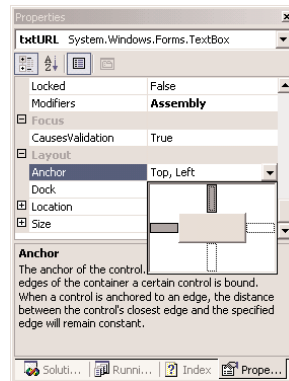 Properties
txtURL System.Windows.Forms.TextBox
Locked False
Modifiers Assembly
Focus
CausesValidation True
Layout
Anchor Top, Left
Dock
Location
Size
Anchor
The anchor of the control.
edges of the container a certain control is bound.
When a control is anchored to an edge, the distance
between the control's closest edge and the specified
edge will remain constant.
Soluti... Runni... Index Prope...